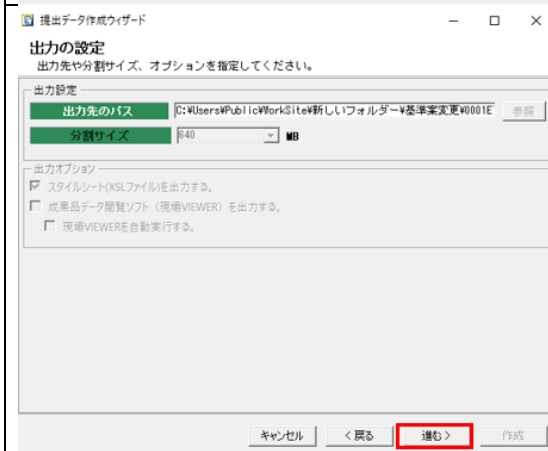 提出データ作成ウィザード
出力の設定
出力先や分割サイズ、オプションを指定してください。
出力設定
出力先のパス C:¥Users¥Public¥WorkSite¥新しいフォルダー¥基準案変更¥0001E 参照
分割サイズ 640 MB
出力オプション
スタイルシート(XSLファイル)を出力する。
成果品データ閲覧ソフト（現場VIEWER）を出力する。
現場VIEWERを自動実行する。
キャンセル <戻る 進む> 作成